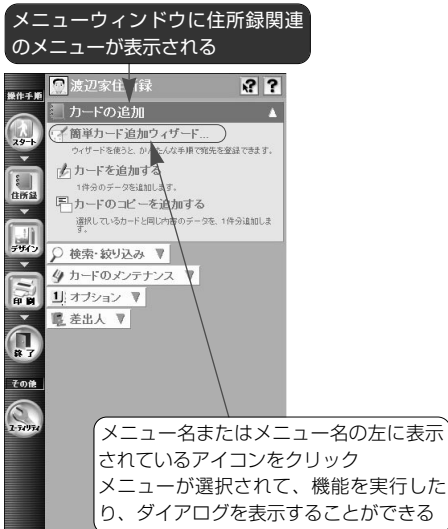 メニューウィンドウに住所録関連
のメニューが表示される
操作手順
渡辺家住 録
スタート
カードの追加
簡単カード追加ウィザード...
ウィザードを使うと、かんたんな手順で宛先を登録できます。
カードを追加する
1件分のデータを追加します。
カードのコピーを追加する
選択しているカードと同じ内容のデータを、1件分追加しま
す。
住所録
デザイン
検索・絞り込み
カードのメンテナンス
オプション
差出人
印刷
終了
その他
ユーティリティ
メニュー名またはメニュー名の左に表示
されているアイコンをクリック
メニューが選択されて、機能を実行した
り、ダイアログを表示することができる